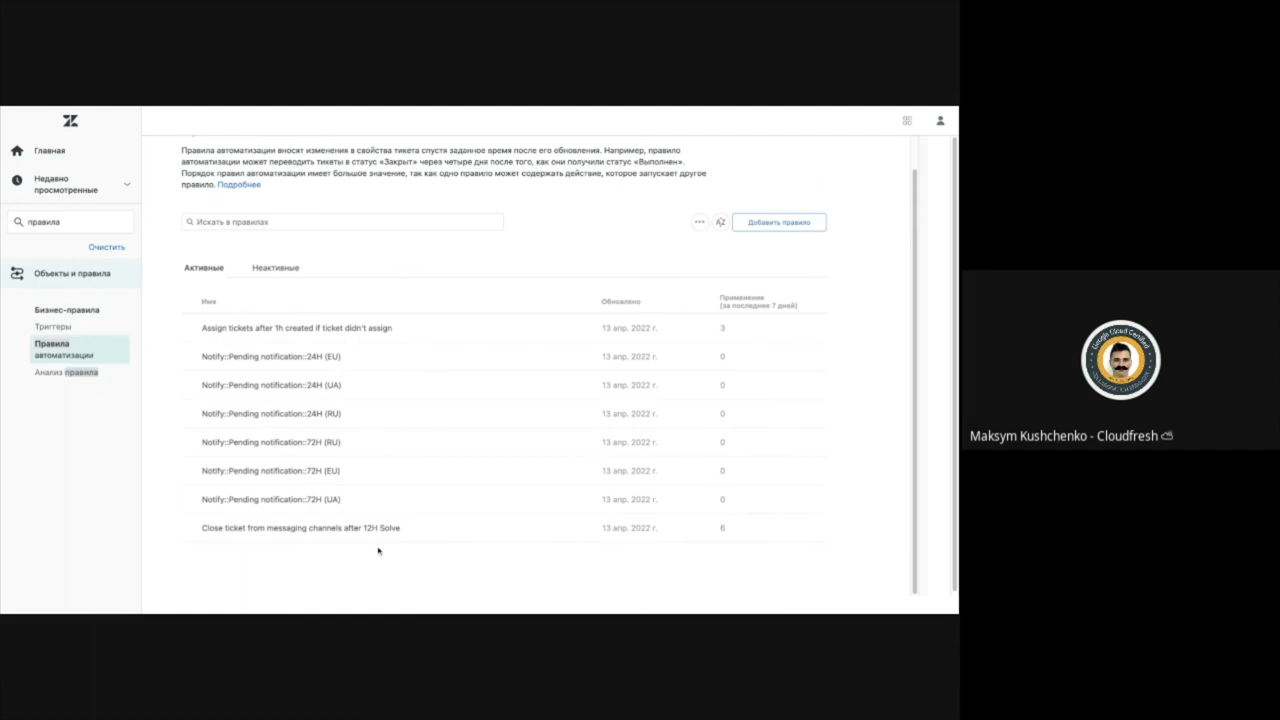 Главная
Недавно
просмотренные
правила
Очистить
Объекты и правила
Бизнес-правила
Триггеры
Правила
автоматизации
Анализ правила
Правила автоматизации вносят изменения в свойства тикета спустя заданное время после его обновления. Например, правило
автоматизации может переводить тикеты в статус «Закрыт» через четыре дня после того, как они получили статус «Выполнен».
Порядок правил автоматизации имеет большое значение, так как одно правило может содержать действие, которое запускает другое
правило. Подробнее
Искать в правилах
Добавить правило
Активные Неактивные
Имя Обновлено Применения
(за последние 7 дней)
Assign tickets after 1h created if ticket didn't assign 13 апр. 2022 г. 3
Notify::Pending notification::24H (EU) 13 апр. 2022 г. 0
Notify::Pending notification::24H (UA) 13 апр. 2022 г. 0
Notify::Pending notification::24H (RU) 13 апр. 2022 г. 0
Notify::Pending notification::72H (RU) 13 апр. 2022 г. 0
Notify::Pending notification::72H (EU) 13 апр. 2022 г. 0
Notify::Pending notification::72H (UA) 13 апр. 2022 г. 0
Close ticket from messaging channels after 12H Solve 13 апр. 2022 г. 6
Maksym Kushchenko - Cloudfresh